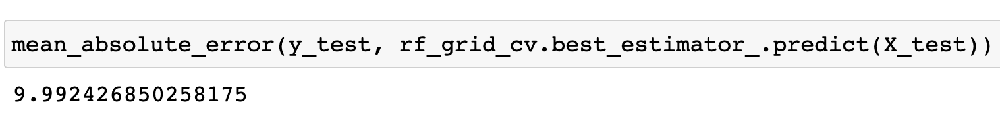 mean_absolute_error(y_test, rf_grid_cv.best_estimator_.predict(X_test))
9.992426850258175